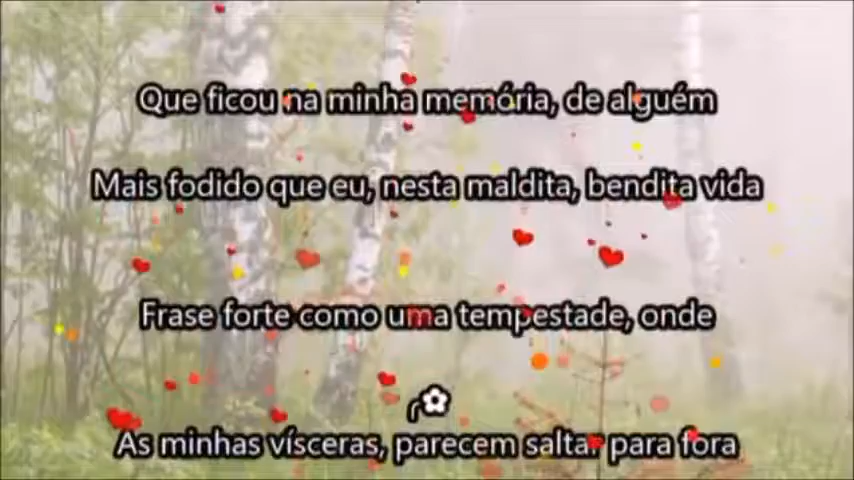 Que ficou na minha memória, de alguém
Mais fodido que eu, nesta maldita, bendita vida
Frase forte como uma tempestade, onde
As minhas vísceras, parecem saltar para fora